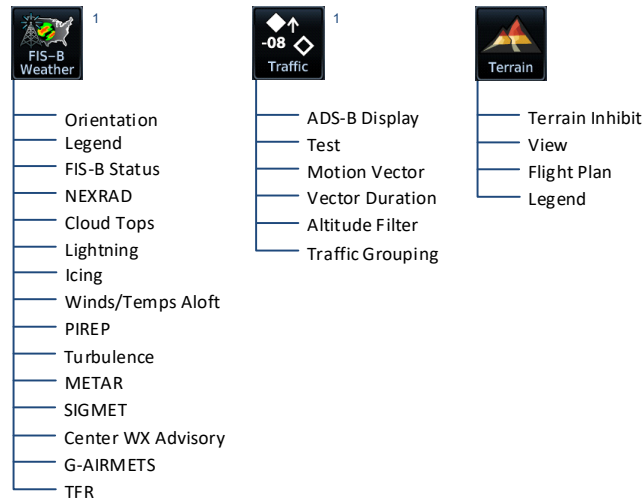 FIS-B
Weather
1
Orientation
Legend
FIS-B Status
NEXRAD
Cloud Tops
Lightning
Icing
Winds/Temps Aloft
PIREP
Turbulence
METAR
SIGMET
Center WX Advisory
G-AIRMETS
TFR
-08
Traffic
1
ADS-B Display
Test
Motion Vector
Vector Duration
Altitude Filter
Traffic Grouping
Terrain
Terrain Inhibit
View
Flight Plan
Legend